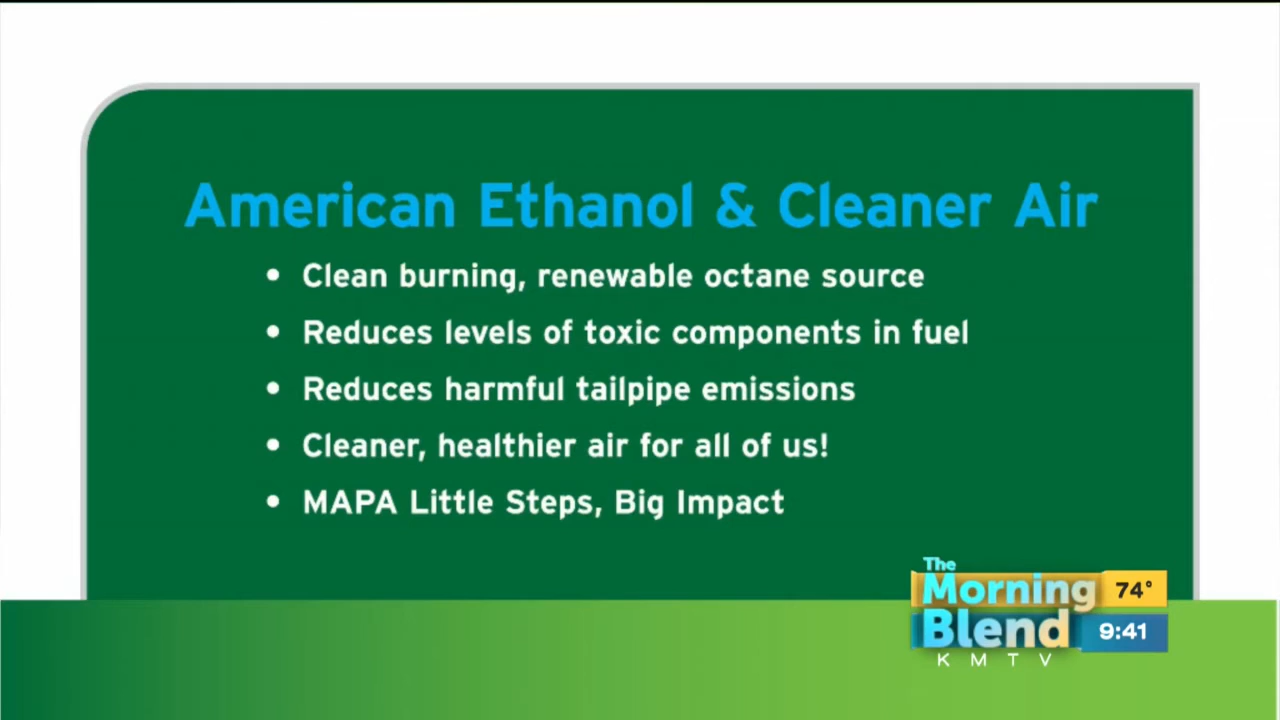 American Ethanol & Cleaner Air
• Clean burning, renewable octane source
• Reduces levels of toxic components in fuel
• Reduces harmful tailpipe emissions
• Cleaner, healthier air for all of us!
• MAPA Little Steps, Big Impact
The
Morning 74°
Blend 9:41
KMTV